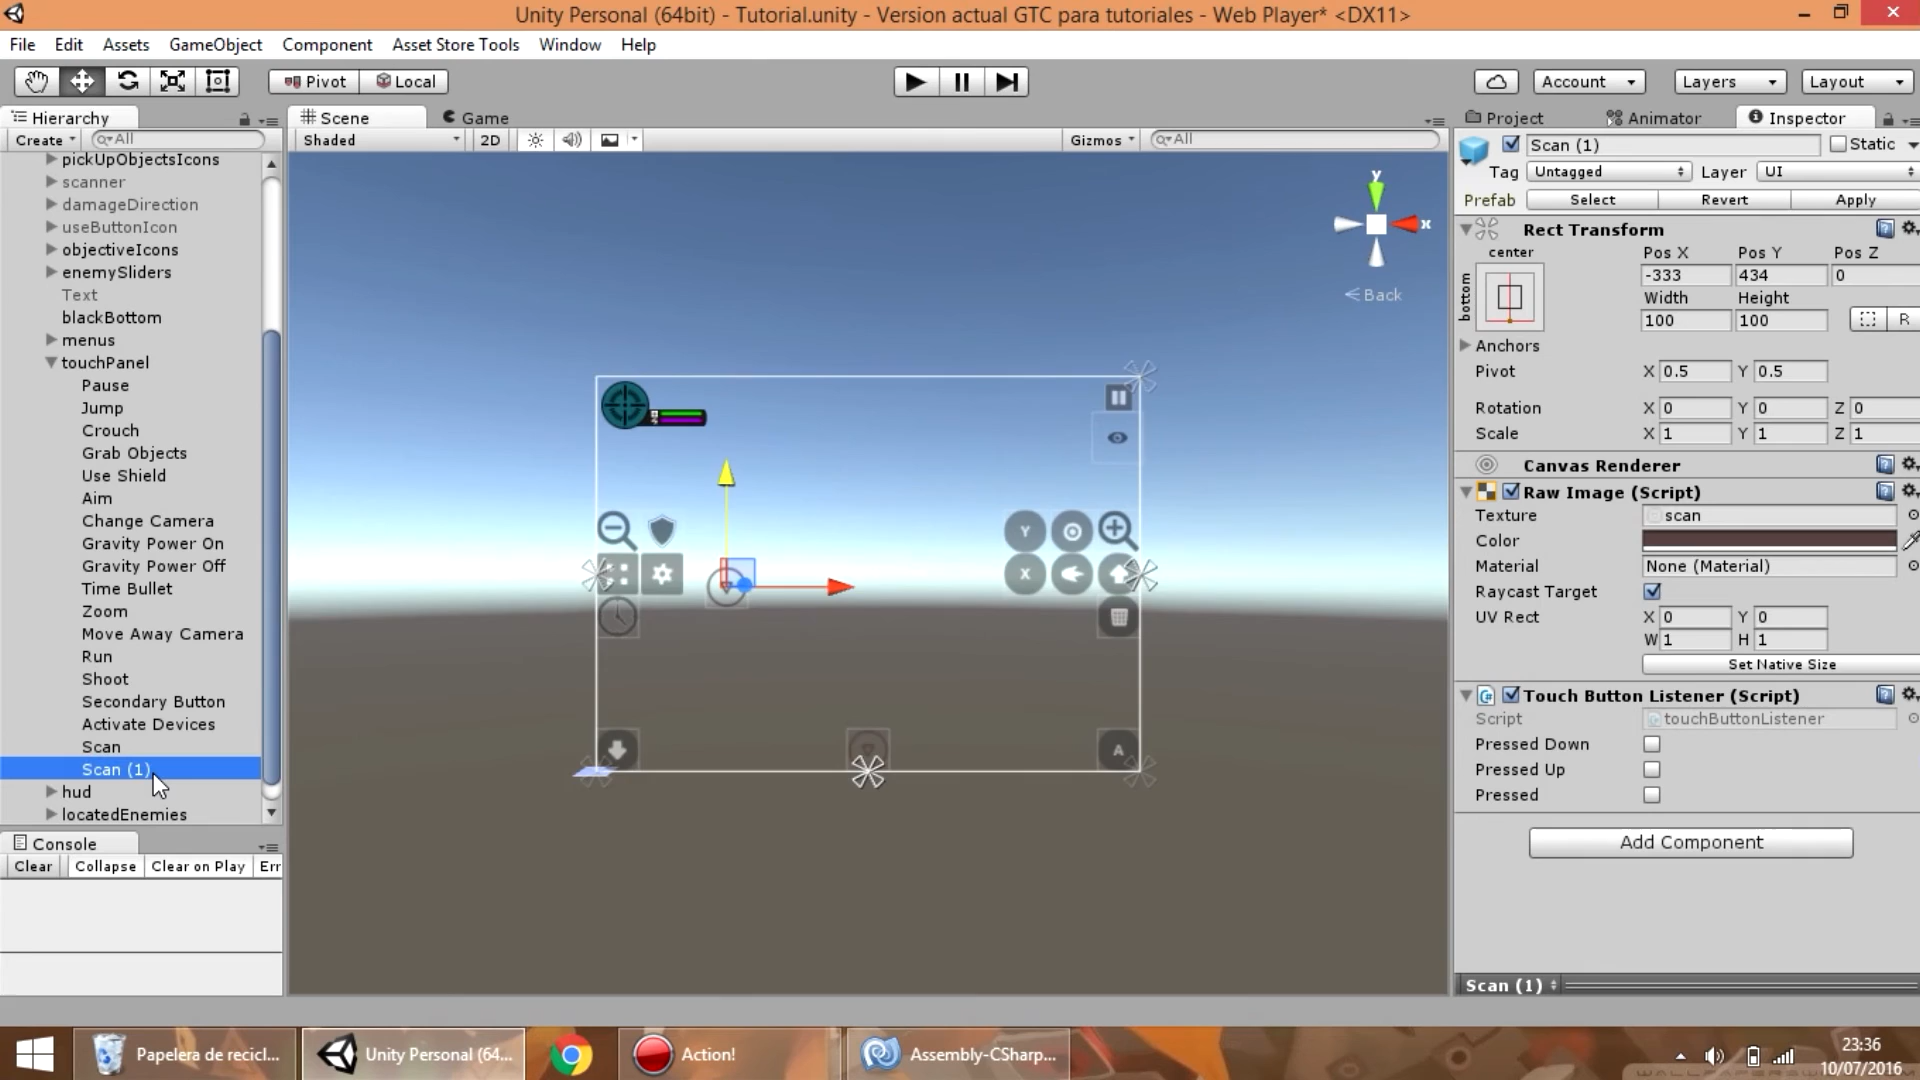 Unity Personal (64bit) - Tutorial.unity - Version actual GTC para tutoriales - Web Player* <DX11>
File Edit Assets GameObject Component Asset Store Tools Window Help
Pivot Local Account Layers Layout
Hierarchy
Create All
pickUpObjectsIcons
scanner
damageDirection
useButtonIcon
objectiveIcons
enemySliders
Text
blackBottom
menus
touchPanel
Pause
Jump
Crouch
Grab Objects
Use Shield
Aim
Change Camera
Gravity Power On
Gravity Power Off
Time Bullet
Zoom
Move Away Camera
Run
Shoot
Secondary Button
Activate Devices
Scan
Scan (1)
hud
locatedEnemies
Console
Clear Collapse Clear on Play Err
Scene Game
Shaded 2D Gizmos All
y
x
Back
Y
X
A
Project Animator Inspector
Scan (1) Static
Tag Untagged Layer UI
Prefab Select Revert Apply
Rect Transform
center Pos X Pos Y Pos Z
bottom
-333 434 0
Width Height
100 100 R
Anchors
Pivot X 0.5 Y 0.5
Rotation X 0 Y 0 Z 0
Scale X 1 Y 1 Z 1
Canvas Renderer
Raw Image (Script)
Texture scan
Color
Material None (Material)
Raycast Target
UV Rect X 0 Y 0
W 1 H 1
Set Native Size
Touch Button Listener (Script)
Script touchButtonListener
Pressed Down
Pressed Up
Pressed
Add Component
Scan (1)
Papelera de recicl... Unity Personal (64... Action! Assembly-CSharp...
23:36
10/07/2016